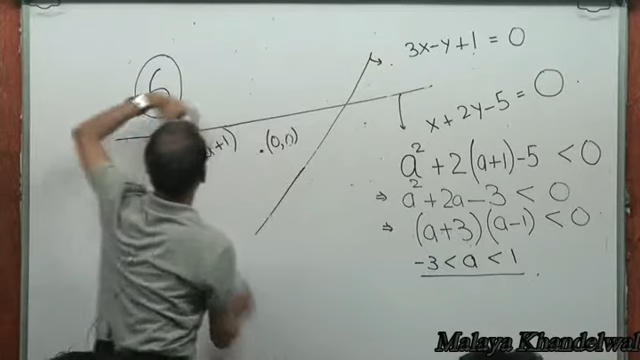 6
3x-y+1 = 0
x+2y-5 = 0
+1)
.(0,0)
a² + 2(a+1) - 5 < 0
⇒ a² + 2a - 3 < 0
⇒ (a+3)(a-1) < 0
-3 < a < 1
Malaya Khandelwal